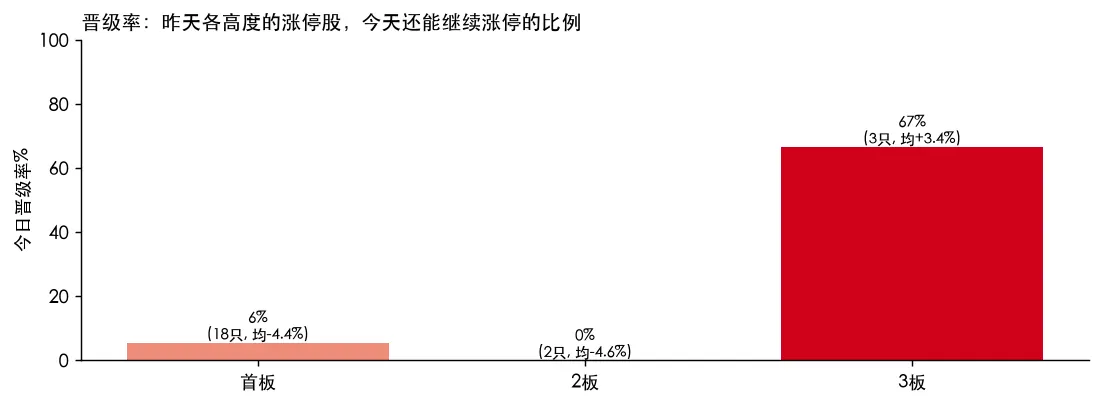 晋级率：昨天各高度的涨停股，今天还能继续涨停的比例
100
80
60
40
20
0
今日晋级率%
6%
(18只, 均-4.4%)
0%
(2只, 均-4.6%)
67%
(3只, 均+3.4%)
首板
2板
3板